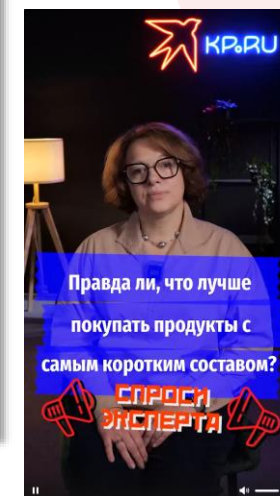 KP.RU
Правда ли, что лучше
покупать продукты с
самым коротким составом?
СПРОСИ
ЭКСПЕРТА